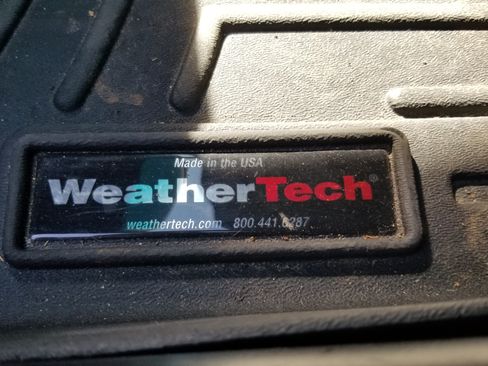 Made in the USA
WeatherTech®
weathertech.com 800.441.6287